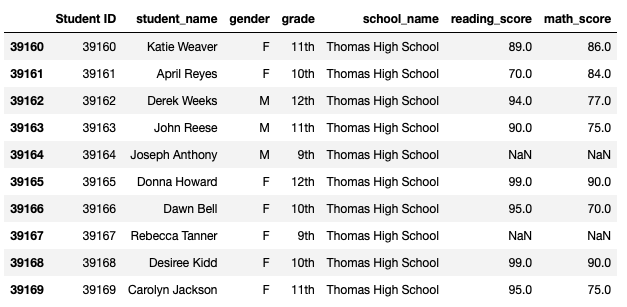 Student ID student_name gender grade school_name reading_score math_score
39160 39160 Katie Weaver F 11th Thomas High School 89.0 86.0
39161 39161 April Reyes F 10th Thomas High School 70.0 84.0
39162 39162 Derek Weeks M 12th Thomas High School 94.0 77.0
39163 39163 John Reese M 11th Thomas High School 90.0 75.0
39164 39164 Joseph Anthony M 9th Thomas High School NaN NaN
39165 39165 Donna Howard F 12th Thomas High School 99.0 90.0
39166 39166 Dawn Bell F 10th Thomas High School 95.0 70.0
39167 39167 Rebecca Tanner F 9th Thomas High School NaN NaN
39168 39168 Desiree Kidd F 10th Thomas High School 99.0 90.0
39169 39169 Carolyn Jackson F 11th Thomas High School 95.0 75.0